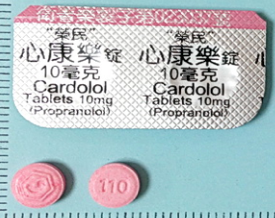 "榮民"
心康樂錠
10毫克
Cardolol
Tablets 10mg
(Propranolol)
"榮民"
心康樂錠
10毫克
Cardolol
Tablets 10mg
(Propranolol)
110